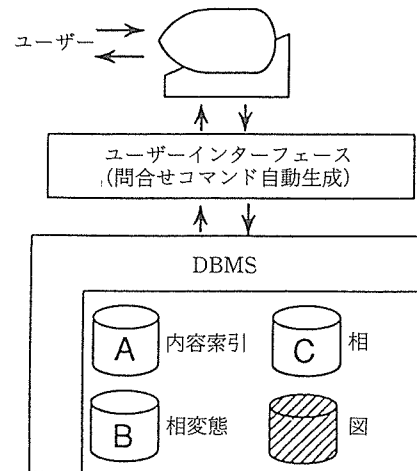 ユーザー
ユーザーインターフェース
(問合せコマンド自動生成)
DBMS
A 内容索引
C 相
B 相変態
図